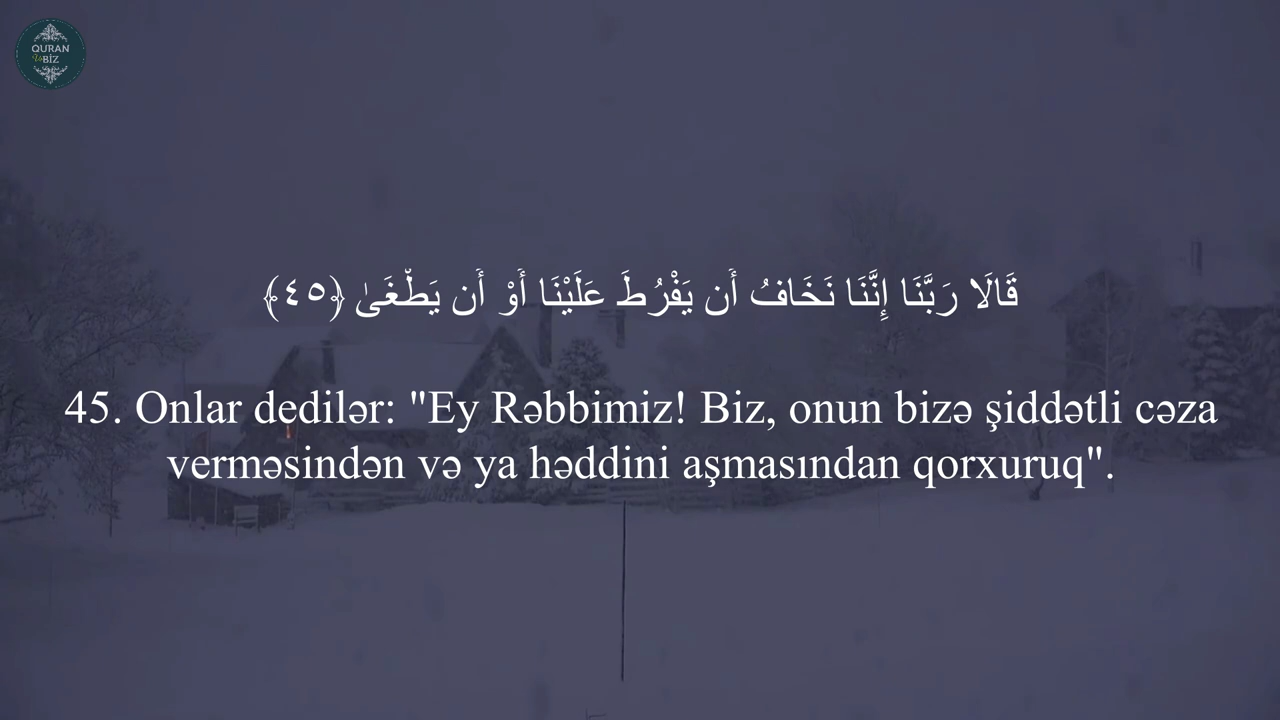 QURAN
Və BİZ
قَالَا رَبَّنَا إِنَّنَا نَخَافُ أَن يَفْرُطَ عَلَيْنَا أَوْ أَن يَطْغَىٰ ﴿٤٥﴾
45. Onlar dedilər: "Ey Rəbbimiz! Biz, onun bizə şiddətli cəza
verməsindən və ya həddini aşmasından qorxuruq".